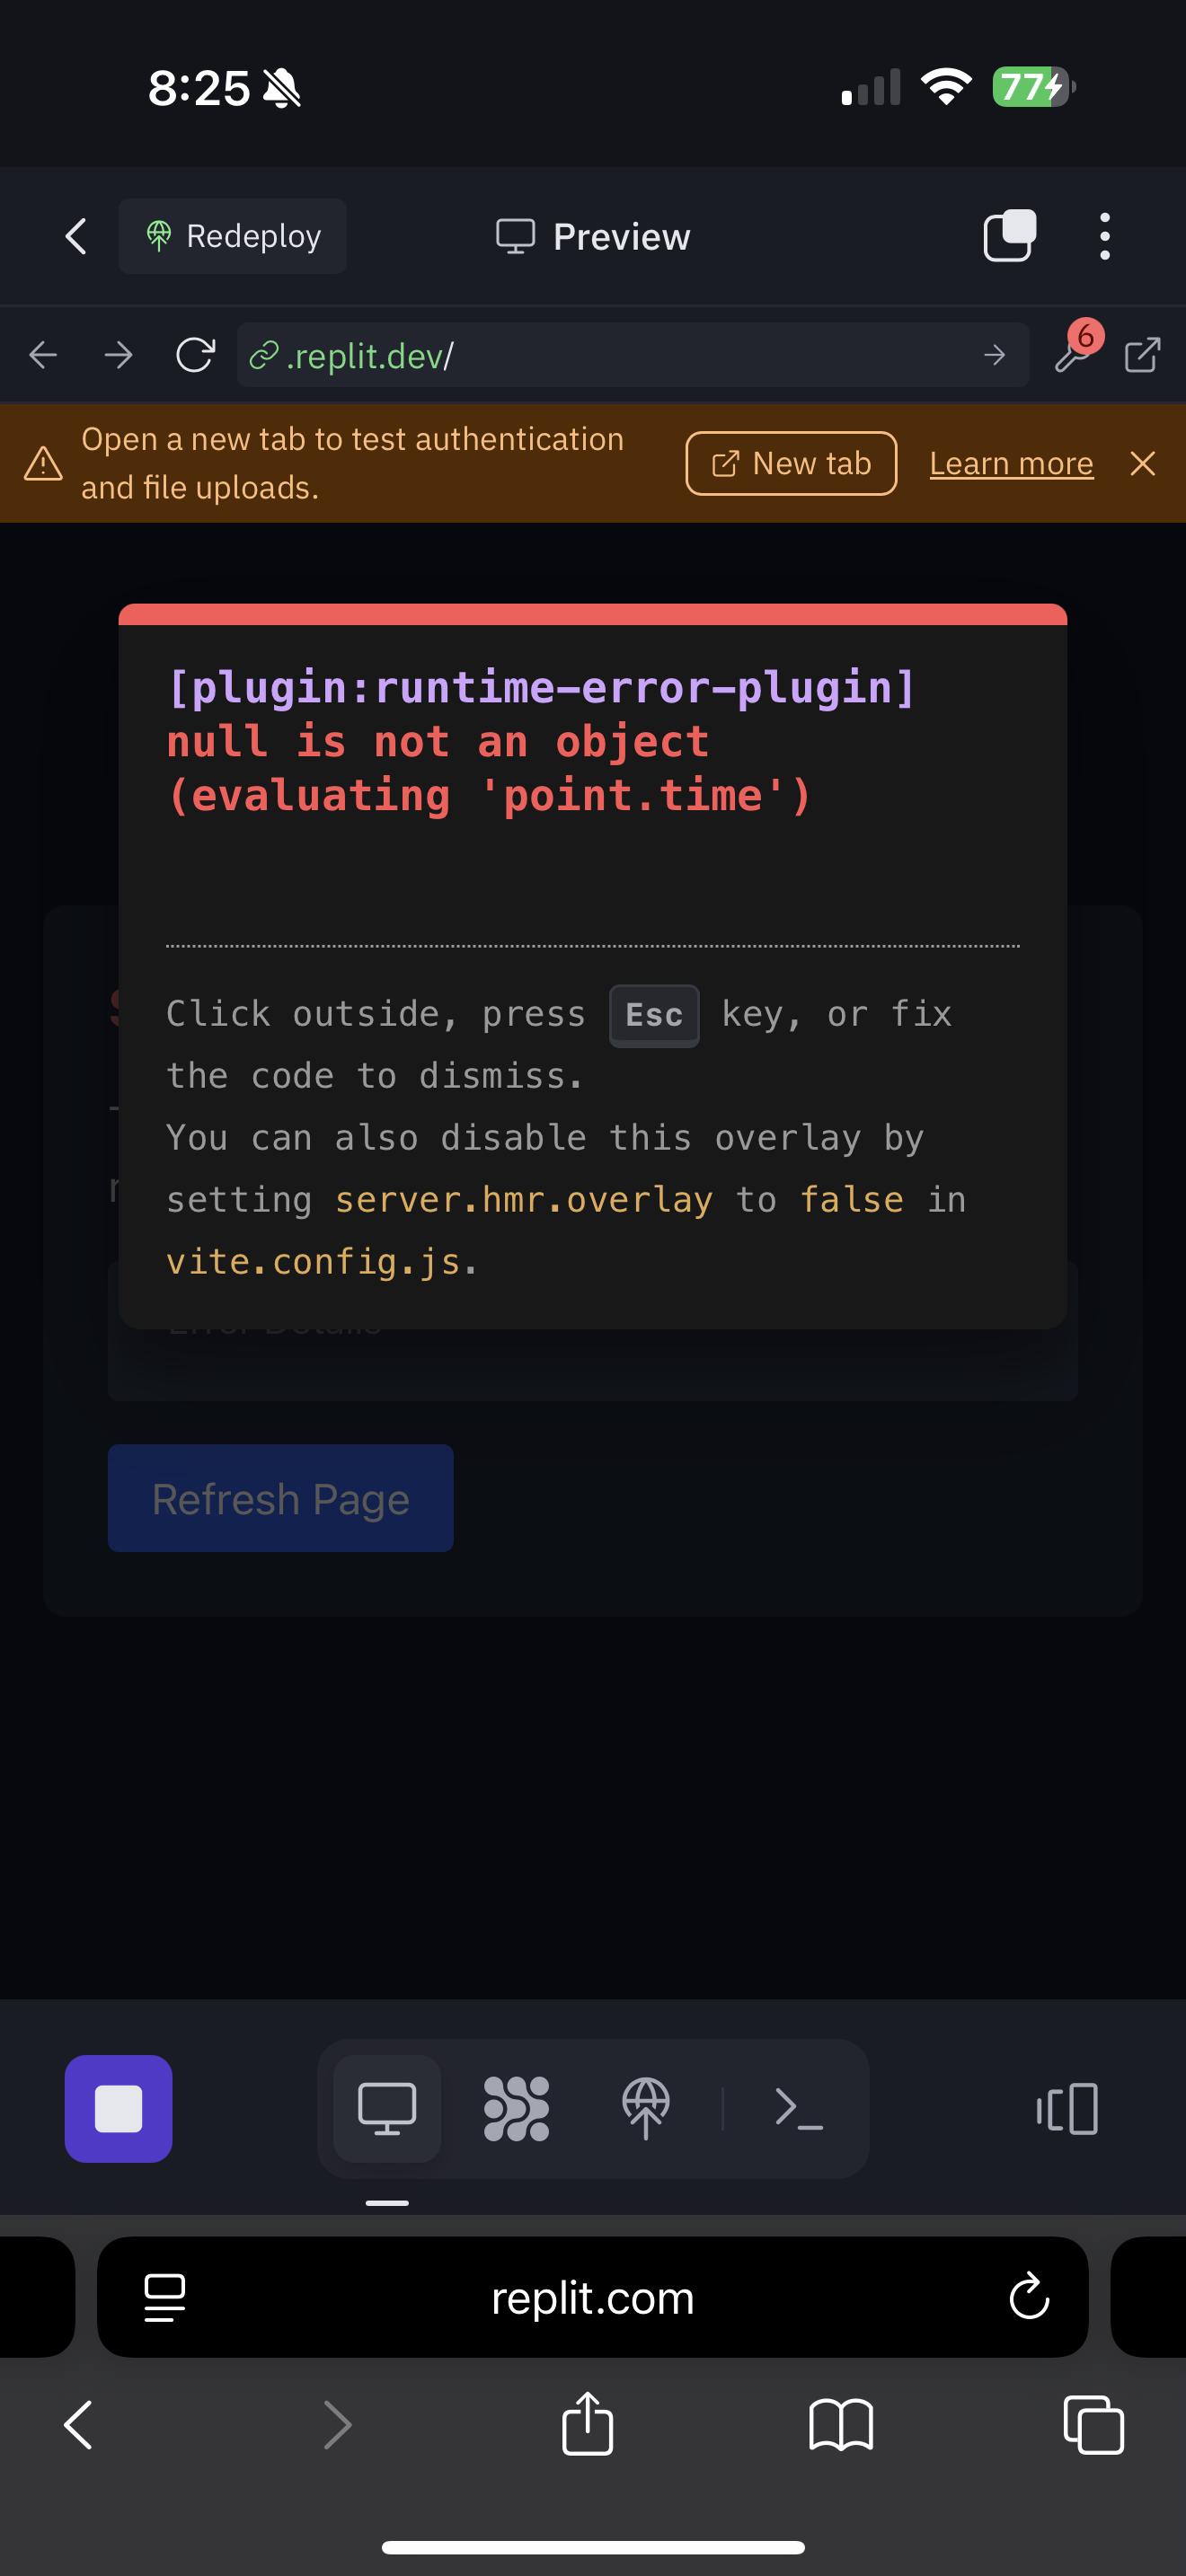 8:25
77
Redeploy
Preview
.replit.dev/
6
Open a new tab to test authentication
and file uploads.
New tab
Learn more
[plugin:runtime-error-plugin]
null is not an object
(evaluating 'point.time')
Click outside, press Esc key, or fix
the code to dismiss.
You can also disable this overlay by
setting server.hmr.overlay to false in
vite.config.js.
Error Details
Refresh Page
replit.com